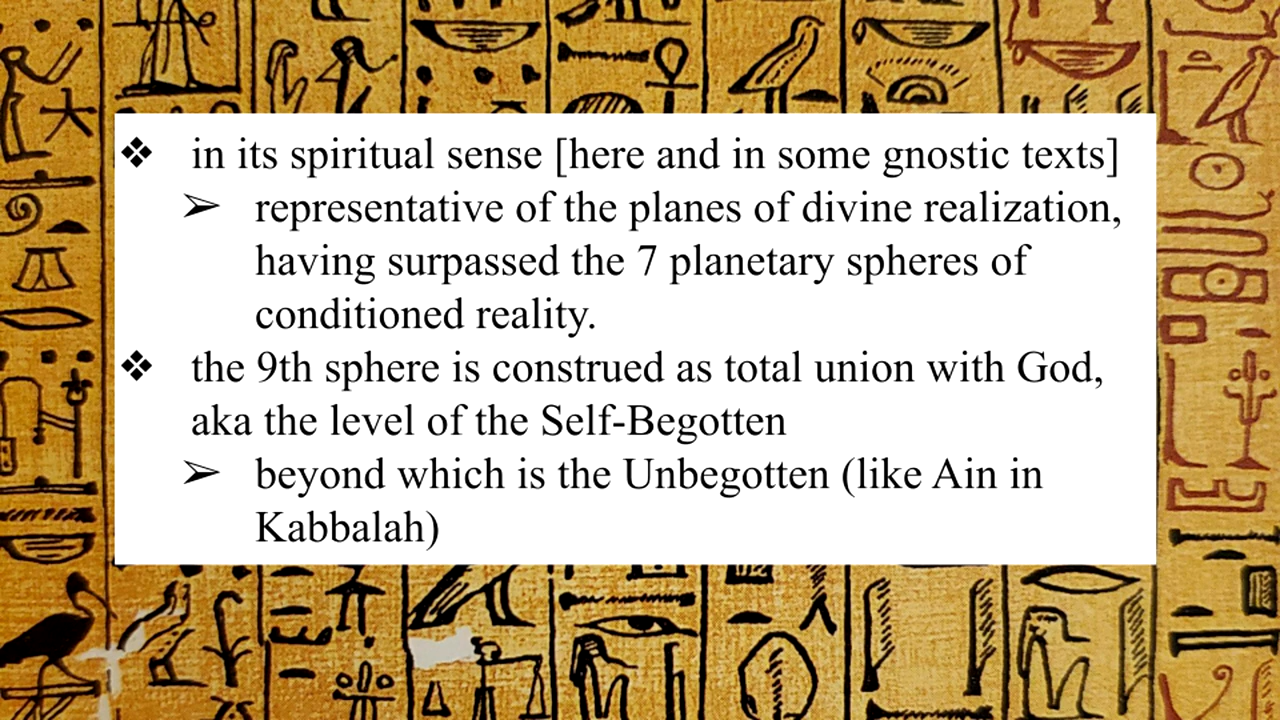 ❖ in its spiritual sense [here and in some gnostic texts]
➢ representative of the planes of divine realization,
having surpassed the 7 planetary spheres of
conditioned reality.
❖ the 9th sphere is construed as total union with God,
aka the level of the Self-Begotten
➢ beyond which is the Unbegotten (like Ain in
Kabbalah)